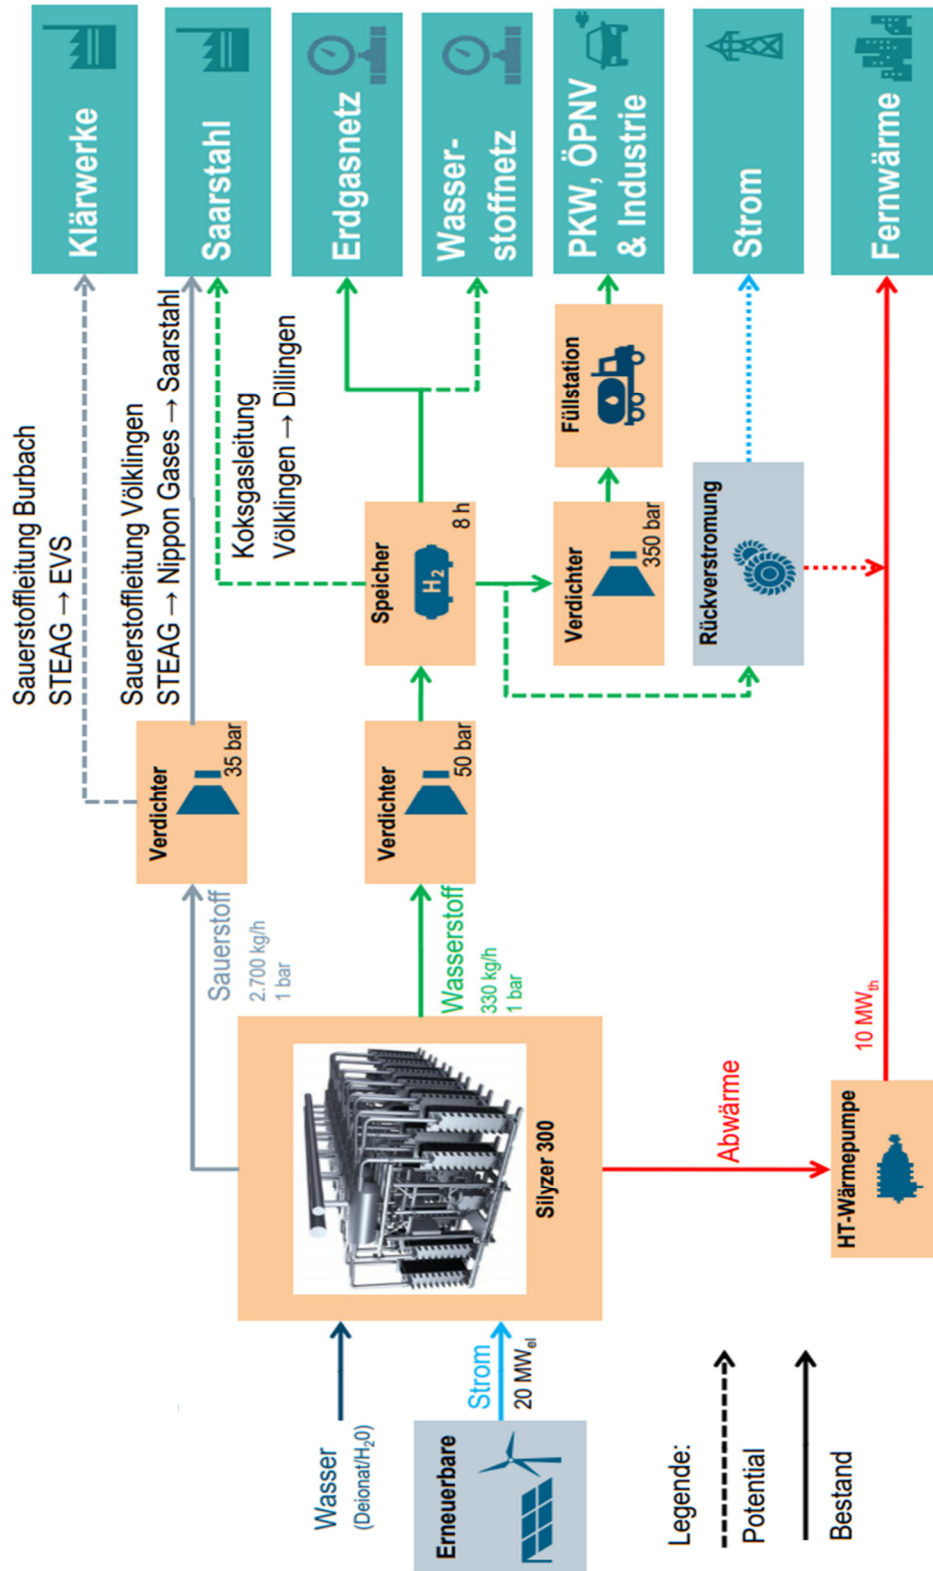 Wasser
(Deionat/H₂0)
Erneuerbare
Strom
20 MWel
Legende:
Potential
Bestand
Silyzer 300
Sauerstoff
2.700 kg/h
1 bar
Wasserstoff
330 kg/h
1 bar
Abwärme
HT-Wärmepumpe
10 MWth
Verdichter
35 bar
Verdichter
50 bar
Sauerstoffleitung Burbach
STEAG → EVS
Sauerstoffleitung Völklingen
STEAG → Nippon Gases → Saarstahl
Koksgasleitung
Völklingen → Dillingen
Speicher
H₂
8 h
Verdichter
350 bar
Füllstation
Rückverstromung
Klärwerke
Saarstahl
Erdgasnetz
Wasser-
stoffnetz
PKW, ÖPNV
& Industrie
Strom
Fernwärme